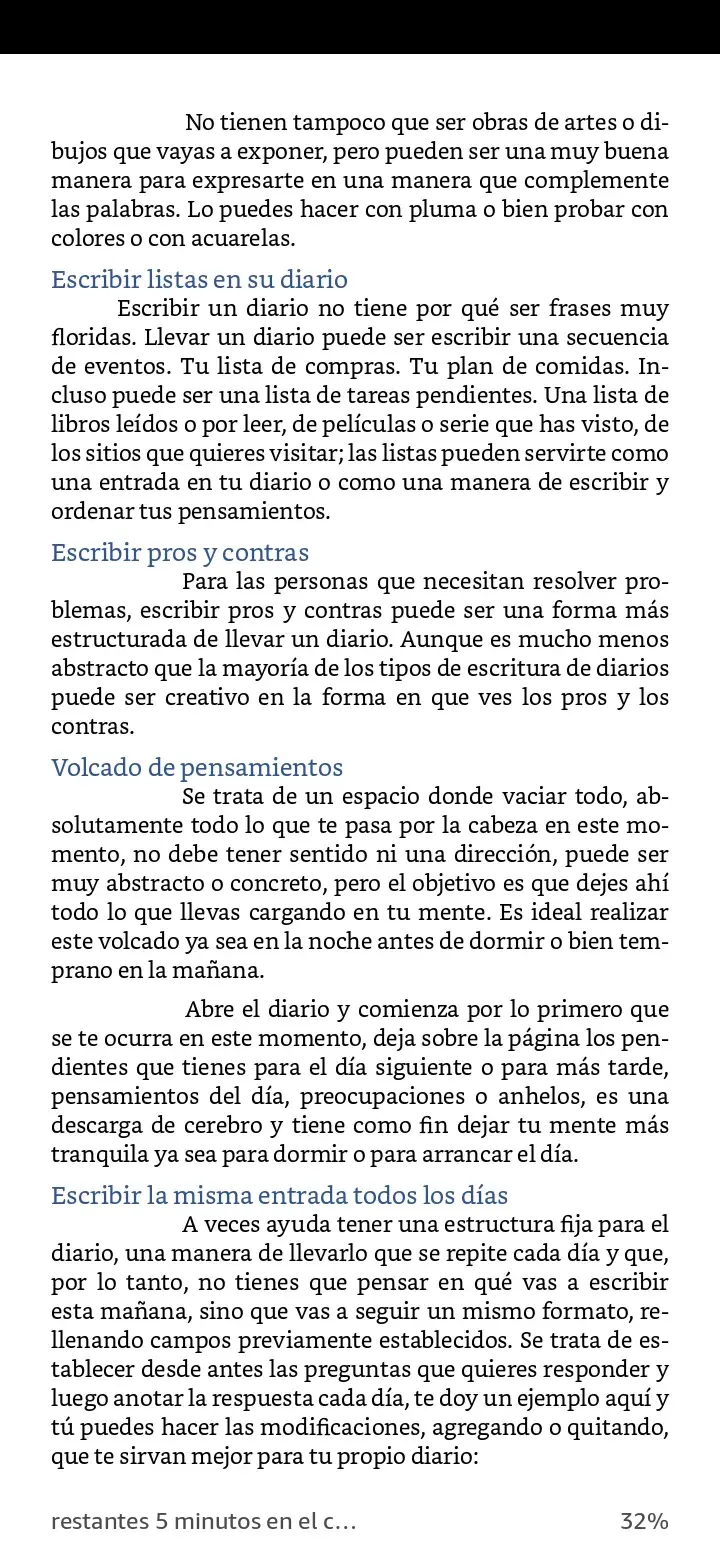 No tienen tampoco que ser obras de artes o di-
bujos que vayas a exponer, pero pueden ser una muy buena
manera para expresarte en una manera que complemente
las palabras. Lo puedes hacer con pluma o bien probar con
colores o con acuarelas.
Escribir listas en su diario
Escribir un diario no tiene por qué ser frases muy
floridas. Llevar un diario puede ser escribir una secuencia
de eventos. Tu lista de compras. Tu plan de comidas. In-
cluso puede ser una lista de tareas pendientes. Una lista de
libros leídos o por leer, de películas o serie que has visto, de
los sitios que quieres visitar; las listas pueden servirte como
una entrada en tu diario o como una manera de escribir y
ordenar tus pensamientos.
Escribir pros y contras
Para las personas que necesitan resolver pro-
blemas, escribir pros y contras puede ser una forma más
estructurada de llevar un diario. Aunque es mucho menos
abstracto que la mayoría de los tipos de escritura de diarios
puede ser creativo en la forma en que ves los pros y los
contras.
Volcado de pensamientos
Se trata de un espacio donde vaciar todo, ab-
solutamente todo lo que te pasa por la cabeza en este mo-
mento, no debe tener sentido ni una dirección, puede ser
muy abstracto o concreto, pero el objetivo es que dejes ahí
todo lo que llevas cargando en tu mente. Es ideal realizar
este volcado ya sea en la noche antes de dormir o bien tem-
prano en la mañana.
Abre el diario y comienza por lo primero que
se te ocurra en este momento, deja sobre la página los pen-
dientes que tienes para el día siguiente o para más tarde,
pensamientos del día, preocupaciones o anhelos, es una
descarga de cerebro y tiene como fin dejar tu mente más
tranquila ya sea para dormir o para arrancar el día.
Escribir la misma entrada todos los días
A veces ayuda tener una estructura fija para el
diario, una manera de llevarlo que se repite cada día y que,
por lo tanto, no tienes que pensar en qué vas a escribir
esta mañana, sino que vas a seguir un mismo formato, re-
llenando campos previamente establecidos. Se trata de es-
tablecer desde antes las preguntas que quieres responder y
luego anotar la respuesta cada día, te doy un ejemplo aquí y
tú puedes hacer las modificaciones, agregando o quitando,
que te sirvan mejor para tu propio diario:
restantes 5 minutos en el c... 32%